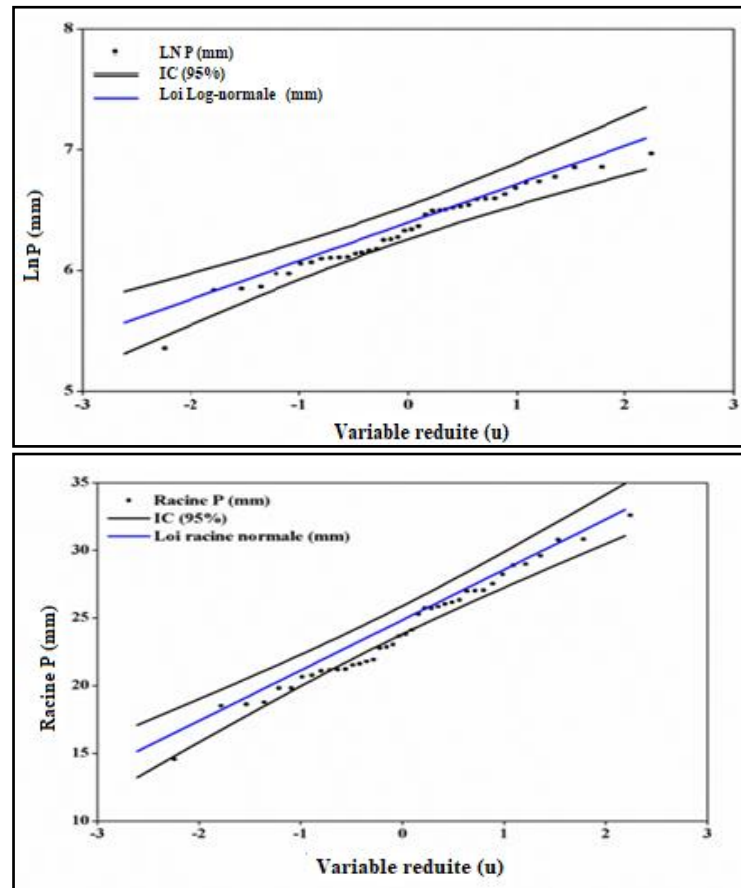 8
7
6
5
LN P (mm)
IC (95%)
Loi Log-normale (mm)
Ln P (mm)
-3 -2 -1 0 1 2 3
Variable reduite (u)
35
30
25
20
15
10
Racine P (mm)
IC (95%)
Loi racine normale (mm)
Racine P (mm)
-3 -2 -1 0 1 2 3
Variable reduite (u)